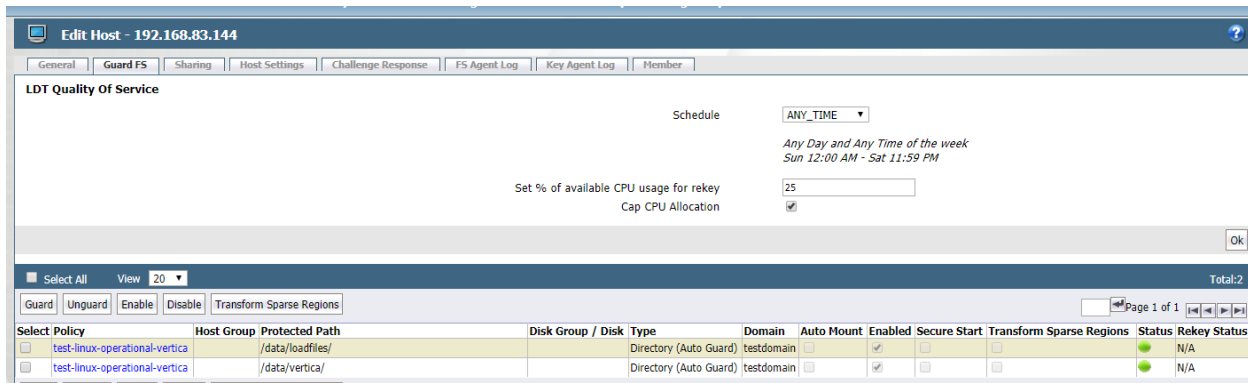 Edit Host - 192.168.83.144
General Guard FS Sharing Host Settings Challenge Response FS Agent Log Key Agent Log Member
LDT Quality Of Service
Schedule ANY_TIME
Any Day and Any Time of the week
Sun 12:00 AM - Sat 11:59 PM
Set % of available CPU usage for rekey 25
Cap CPU Allocation
Ok
Select All View 20 Total:2
Guard Unguard Enable Disable Transform Sparse Regions Page 1 of 1
Select Policy Host Group Protected Path Disk Group / Disk Type Domain Auto Mount Enabled Secure Start Transform Sparse Regions Status Rekey Status
test-linux-operational-vertica /data/loadfiles/ Directory (Auto Guard) testdomain N/A
test-linux-operational-vertica /data/vertica/ Directory (Auto Guard) testdomain N/A